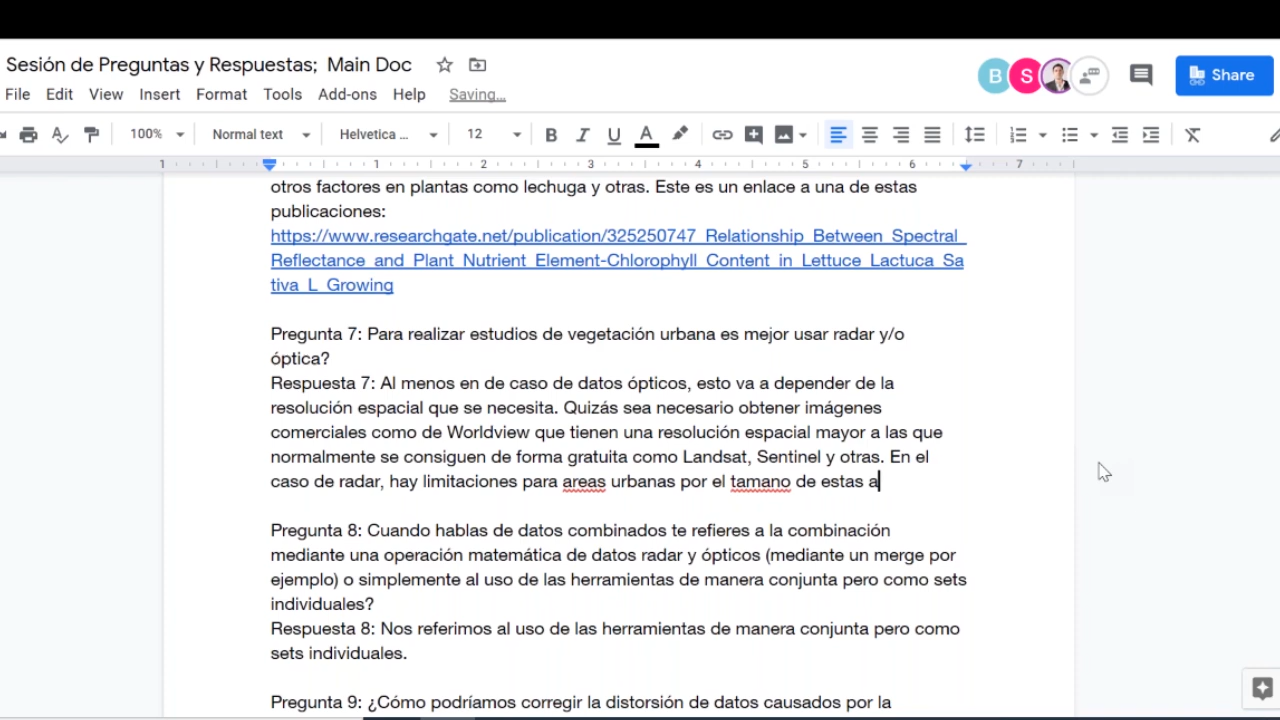 Sesión de Preguntas y Respuestas;  Main Doc
B S
Share
File Edit View Insert Format Tools Add-ons Help Saving...
100% Normal text Helvetica ... 12 B I U A
1 1 2 3 4 5 6 7
otros factores en plantas como lechuga y otras. Este es un enlace a una de estas
publicaciones:
https://www.researchgate.net/publication/325250747_Relationship_Between_Spectral_
Reflectance_and_Plant_Nutrient_Element-Chlorophyll_Content_in_Lettuce_Lactuca_Sa
tiva_L_Growing
Pregunta 7: Para realizar estudios de vegetación urbana es mejor usar radar y/o
óptica?
Respuesta 7: Al menos en de caso de datos ópticos, esto va a depender de la
resolución espacial que se necesita. Quizás sea necesario obtener imágenes
comerciales como de Worldview que tienen una resolución espacial mayor a las que
normalmente se consiguen de forma gratuita como Landsat, Sentinel y otras. En el
caso de radar, hay limitaciones para areas urbanas por el tamano de estas a
Pregunta 8: Cuando hablas de datos combinados te refieres a la combinación
mediante una operación matemática de datos radar y ópticos (mediante un merge por
ejemplo) o simplemente al uso de las herramientas de manera conjunta pero como sets
individuales?
Respuesta 8: Nos referimos al uso de las herramientas de manera conjunta pero como
sets individuales.
Pregunta 9: ¿Cómo podríamos corregir la distorsión de datos causados por la